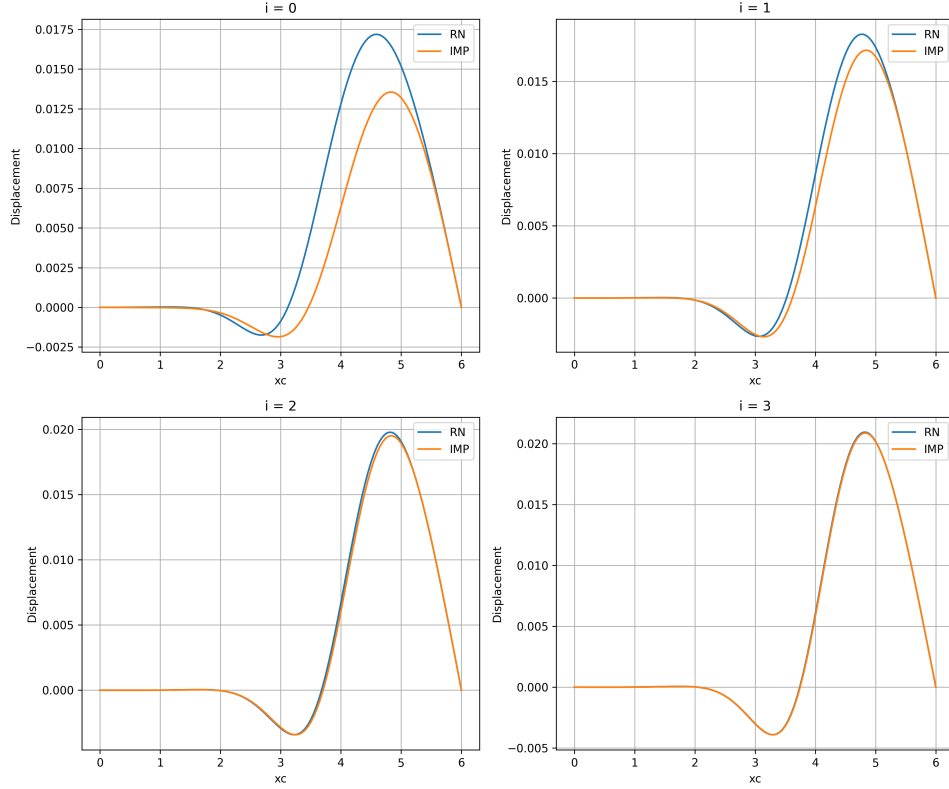 i = 0
0.0175
0.0150
0.0125
0.0100
0.0075
0.0050
0.0025
0.0000
−0.0025
Displacement
RN
IMP
0 1 2 3 4 5 6
xc
i = 1
0.015
0.010
0.005
0.000
Displacement
RN
IMP
0 1 2 3 4 5 6
xc
i = 2
0.020
0.015
0.010
0.005
0.000
Displacement
RN
IMP
0 1 2 3 4 5 6
xc
i = 3
0.020
0.015
0.010
0.005
0.000
−0.005
Displacement
RN
IMP
0 1 2 3 4 5 6
xc